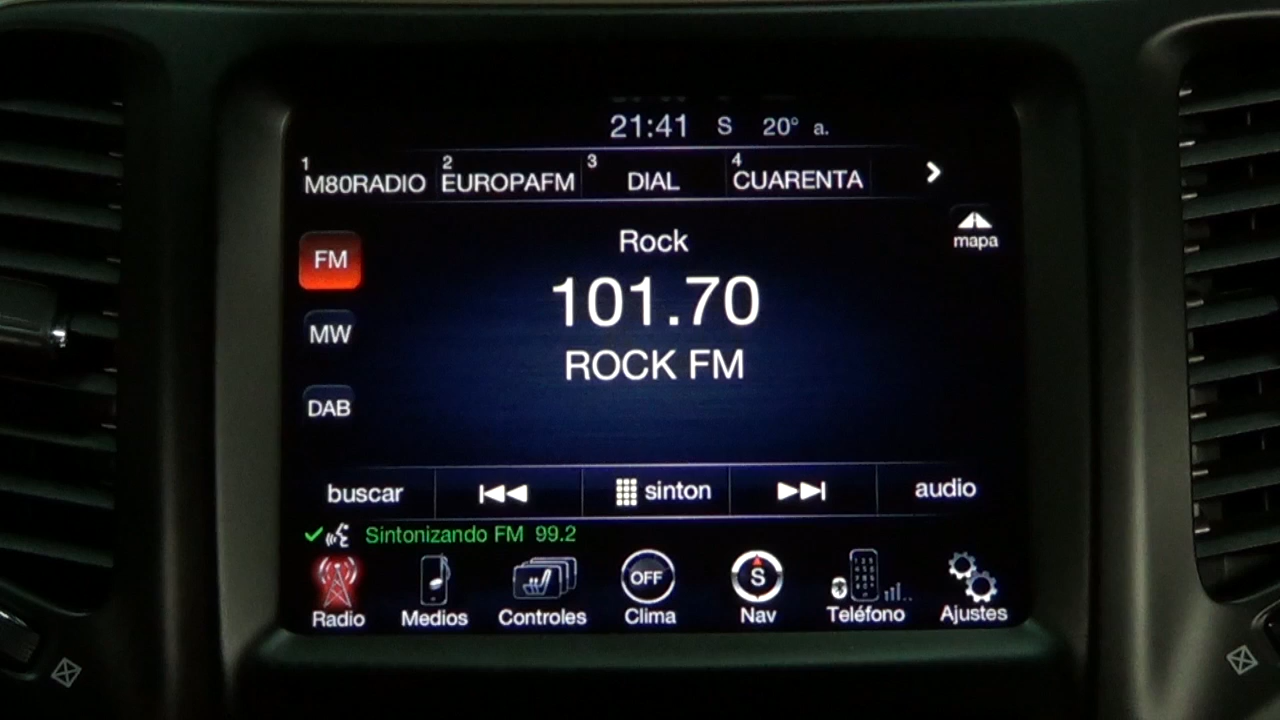 21:41 S 20° a.
1 M80RADIO 2 EUROPAFM 3 DIAL 4 CUARENTA
mapa
Rock
FM
101.70
MW
ROCK FM
DAB
buscar sinton audio
Sintonizando FM 99.2
OFF S
Radio Medios Controles Clima Nav Teléfono Ajustes